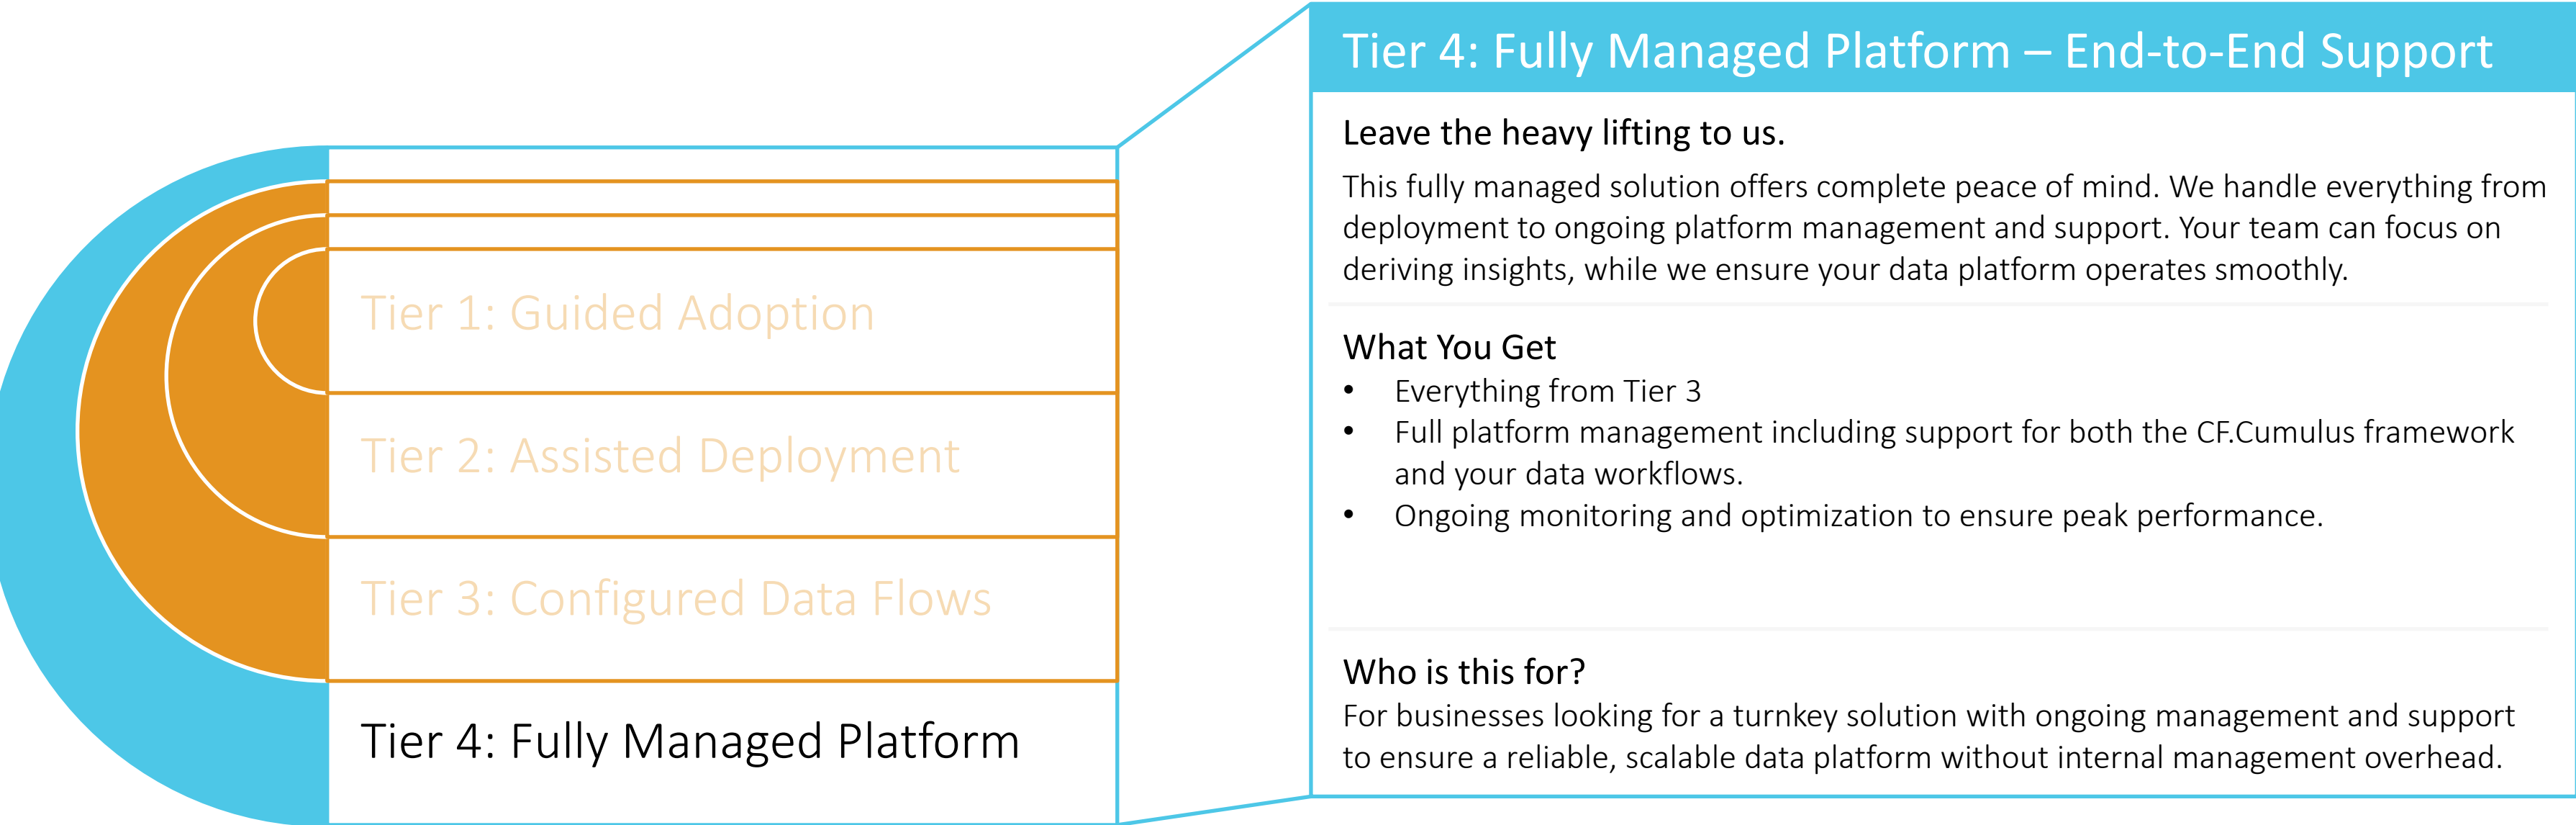 Tier 1: Guided Adoption
Tier 2: Assisted Deployment
Tier 3: Configured Data Flows
Tier 4: Fully Managed Platform
Tier 4: Fully Managed Platform – End-to-End Support
Leave the heavy lifting to us.
This fully managed solution offers complete peace of mind. We handle everything from
deployment to ongoing platform management and support. Your team can focus on
deriving insights, while we ensure your data platform operates smoothly.
What You Get
• Everything from Tier 3
• Full platform management including support for both the CF.Cumulus framework
and your data workflows.
• Ongoing monitoring and optimization to ensure peak performance.
Who is this for?
For businesses looking for a turnkey solution with ongoing management and support
to ensure a reliable, scalable data platform without internal management overhead.